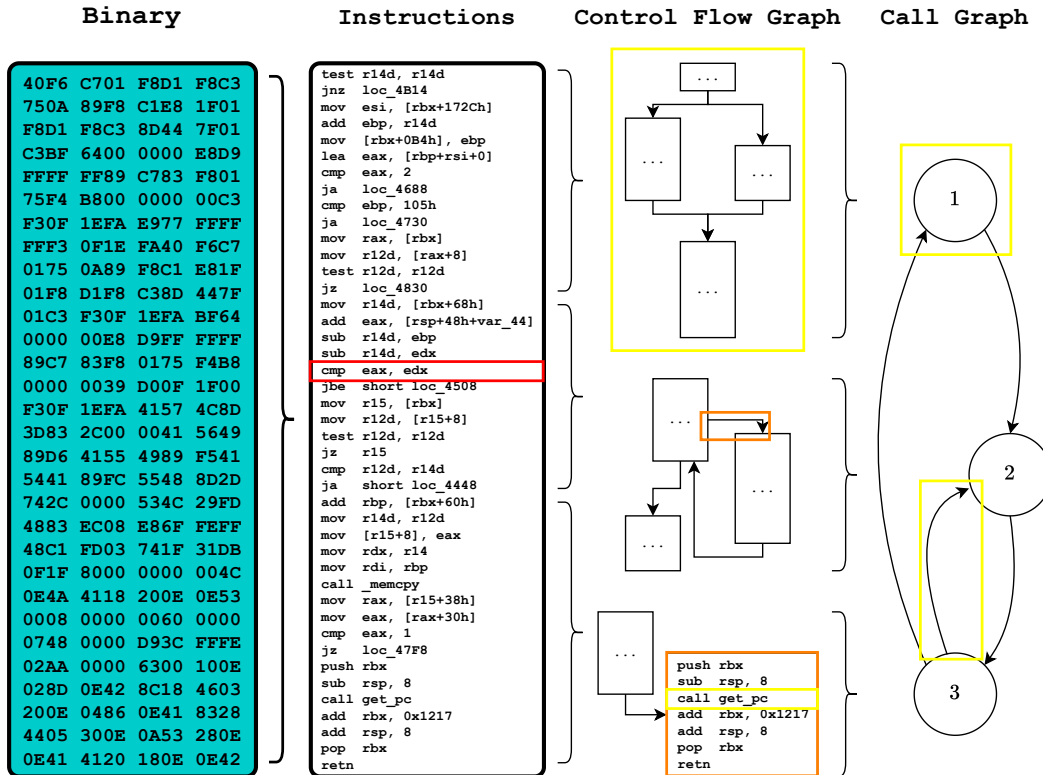 Binary
Instructions
Control Flow Graph
Call Graph
40F6 C701 F8D1 F8C3
750A 89F8 C1E8 1F01
F8D1 F8C3 8D44 7F01
C3BF 6400 0000 E8D9
FFFF FF89 C783 F801
75F4 B800 0000 00C3
F30F 1EFA E977 FFFF
FFF3 0F1E FA40 F6C7
0175 0A89 F8C1 E81F
01F8 D1F8 C38D 447F
01C3 F30F 1EFA BF64
0000 00E8 D9FF FFFF
89C7 83F8 0175 F4B8
0000 0039 D00F 1F00
F30F 1EFA 4157 4C8D
3D83 2C00 0041 5649
89D6 4155 4989 F541
5441 89FC 5548 8D2D
742C 0000 534C 29FD
4883 EC08 E86F FEFF
48C1 FD03 741F 31DB
0F1F 8000 0000 004C
0E4A 4118 200E 0E53
0008 0000 0060 0000
0748 0000 D93C FFFE
02AA 0000 6300 100E
028D 0E42 8C18 4603
200E 0486 0E41 8328
4405 300E 0A53 280E
0E41 4120 180E 0E42
test r14d, r14d
jnz loc_4B14
mov esi, [rbx+172Ch]
add ebp, r14d
mov [rbx+0B4h], ebp
lea eax, [rbp+rsi+0]
cmp eax, 2
ja loc_4688
cmp ebp, 105h
ja loc_4730
mov rax, [rbx]
mov r12d, [rax+8]
test r12d, r12d
jz loc_4830
mov r14d, [rbx+68h]
add eax, [rsp+48h+var_44]
sub r14d, ebp
sub r14d, edx
cmp eax, edx
jbe short loc_4508
mov r15, [rbx]
mov r12d, [r15+8]
test r12d, r12d
jz r15
cmp r12d, r14d
ja short loc_4448
add rbp, [rbx+60h]
mov r14d, r12d
mov [r15+8], eax
mov rdx, r14
mov rdi, rbp
call _memcpy
mov rax, [r15+38h]
mov eax, [rax+30h]
cmp eax, 1
jz loc_47F8
push rbx
sub rsp, 8
call get_pc
add rbx, 0x1217
add rsp, 8
pop rbx
retn
...
...
...
...
...
...
...
...
push rbx
sub rsp, 8
call get_pc
add rbx, 0x1217
add rsp, 8
pop rbx
retn
1
2
3